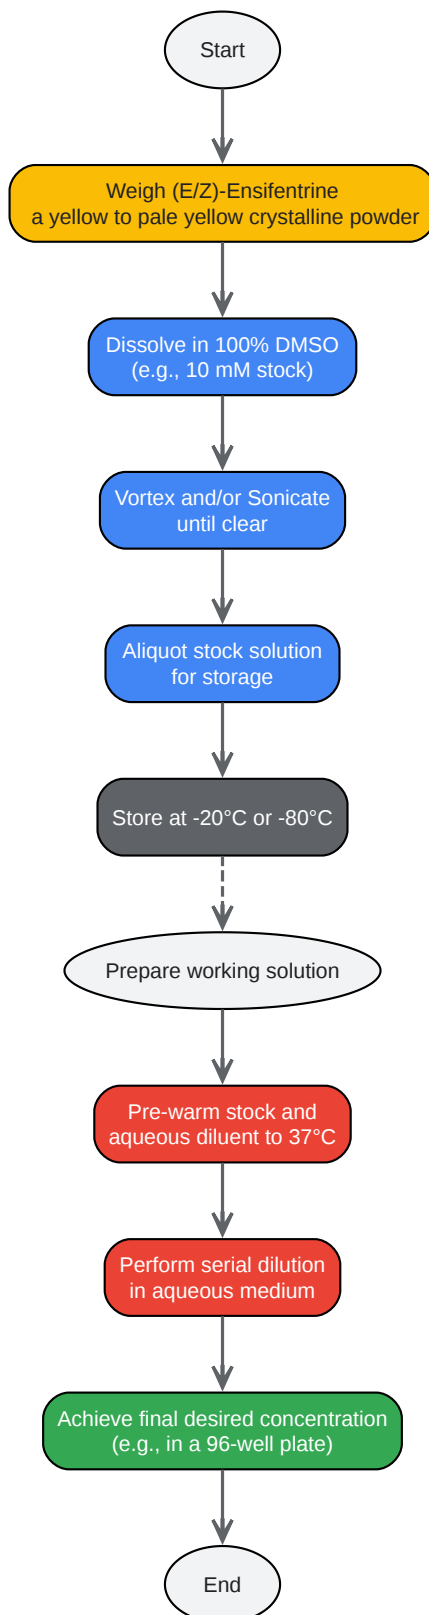 Start
Weigh (E/Z)-Ensifentrine
a yellow to pale yellow crystalline powder
Dissolve in 100% DMSO
(e.g., 10 mM stock)
Vortex and/or Sonicate
until clear
Aliquot stock solution
for storage
Store at -20°C or -80°C
Prepare working solution
Pre-warm stock and
aqueous diluent to 37°C
Perform serial dilution
in aqueous medium
Achieve final desired concentration
(e.g., in a 96-well plate)
End